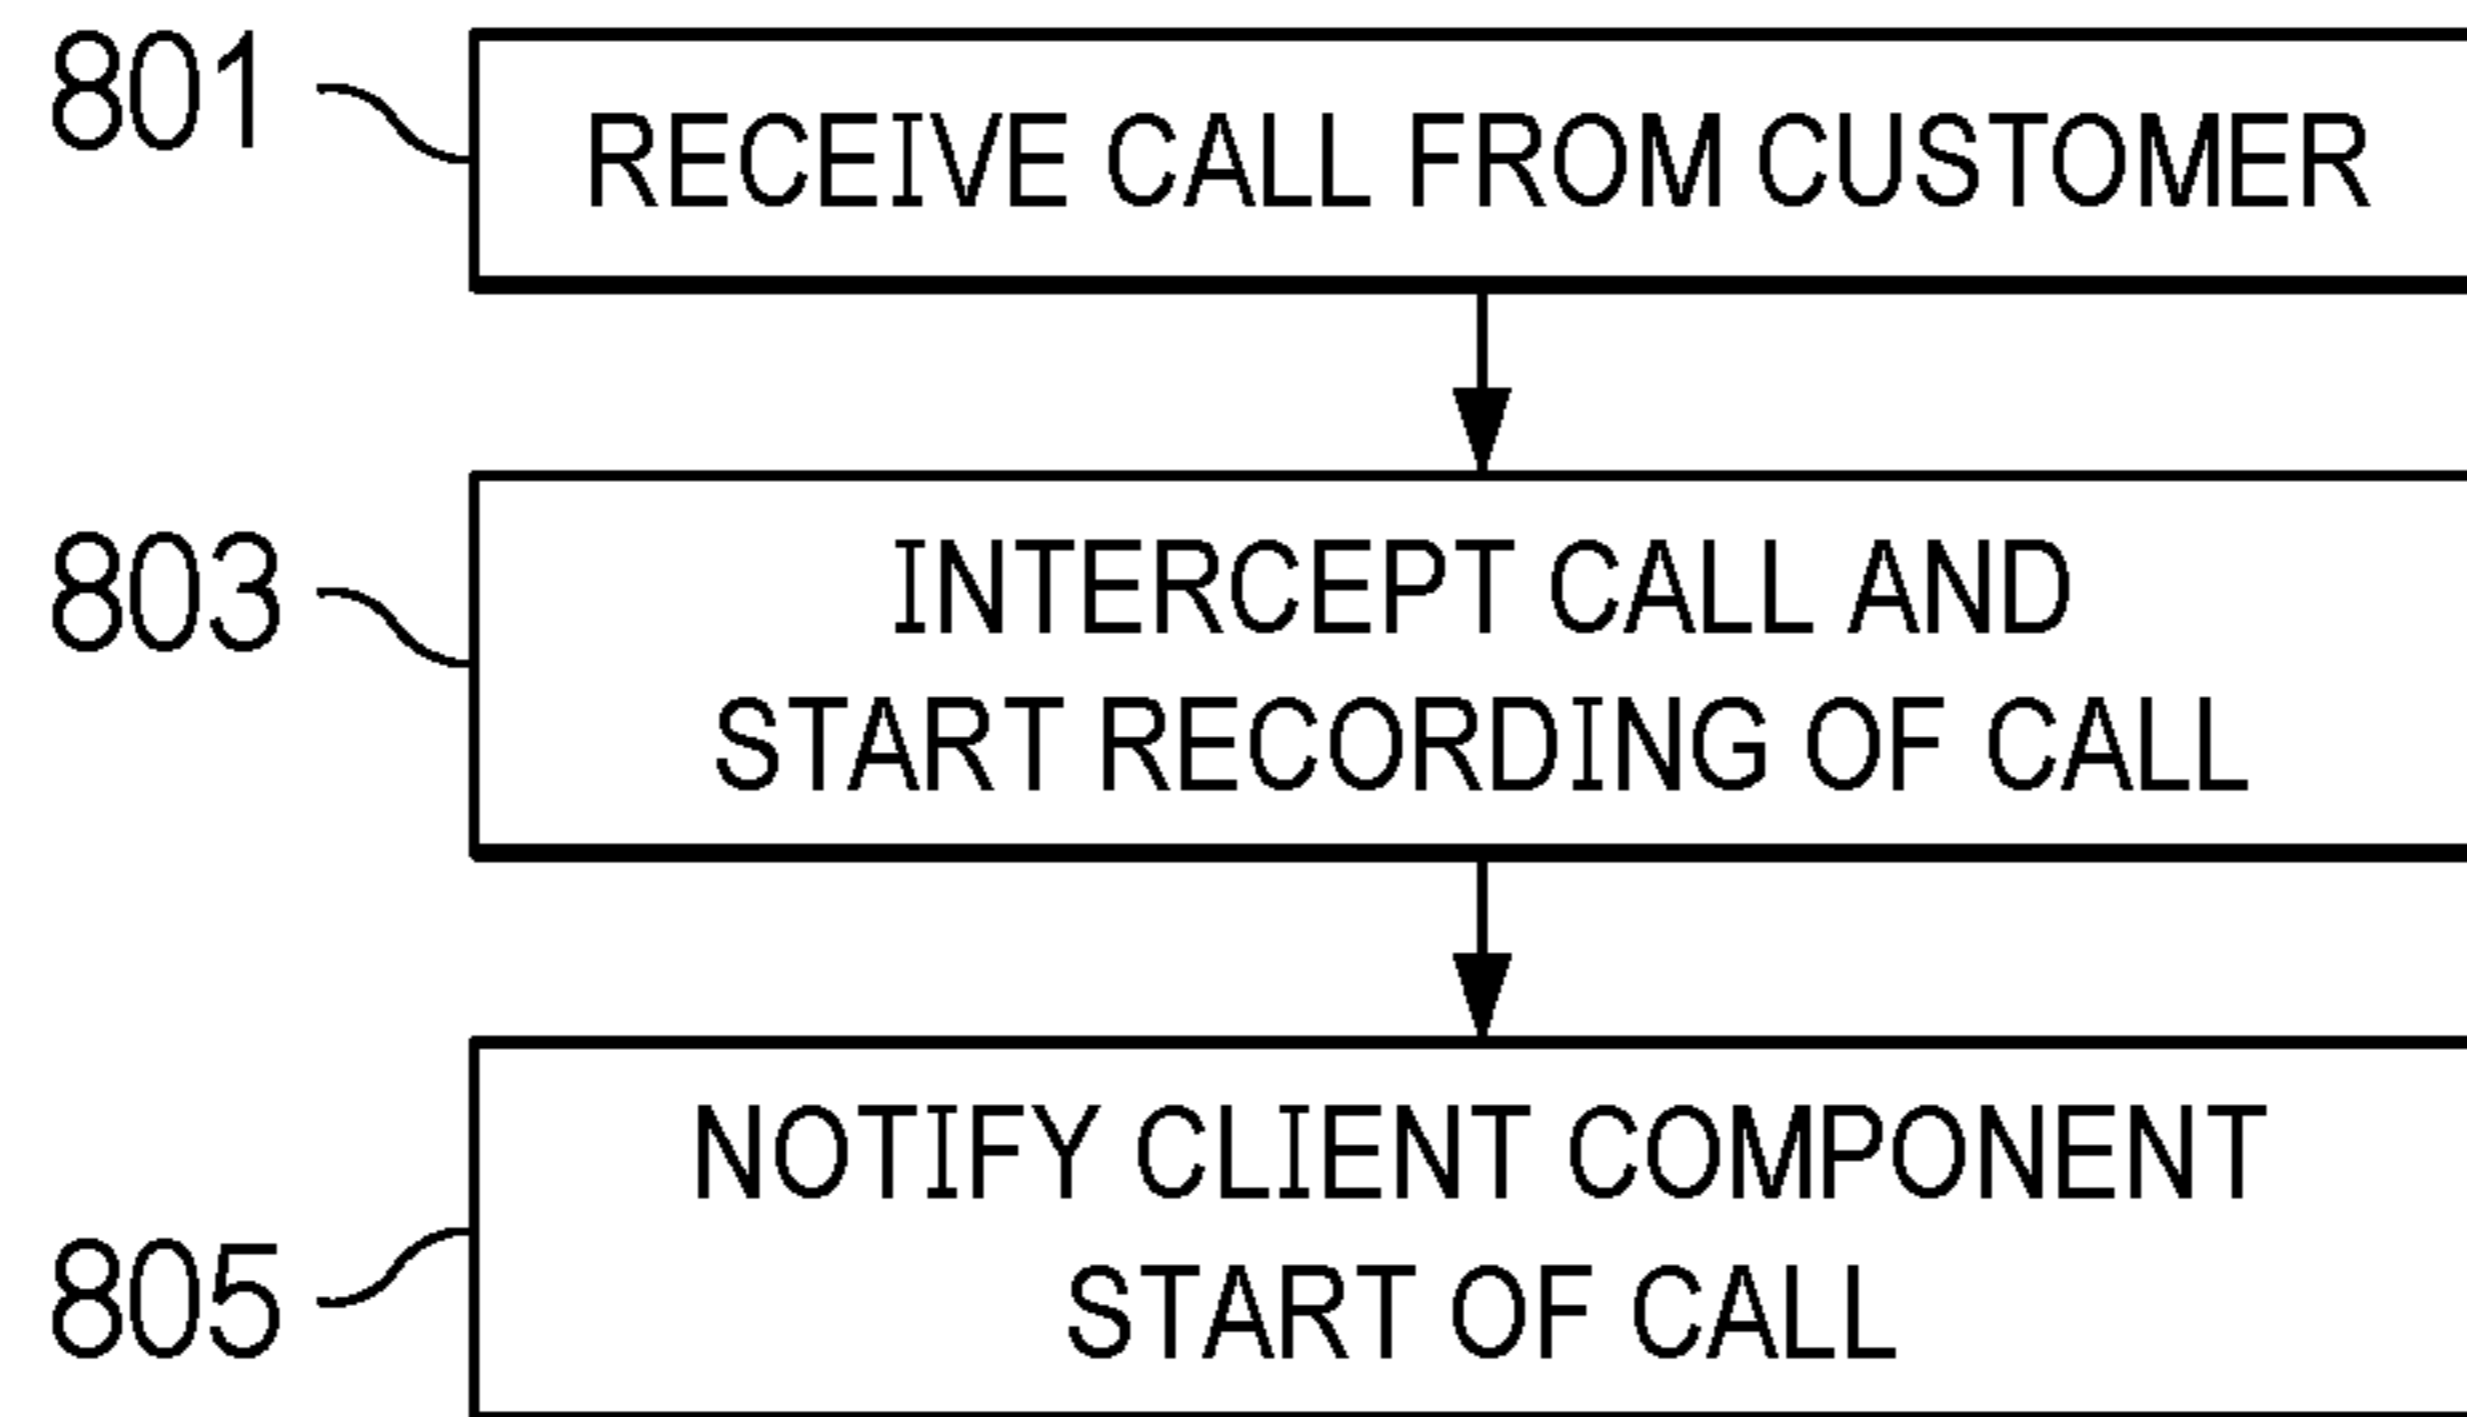 801
RECEIVE CALL FROM CUSTOMER
803
INTERCEPT CALL AND
START RECORDING OF CALL
805
NOTIFY CLIENT COMPONENT
START OF CALL